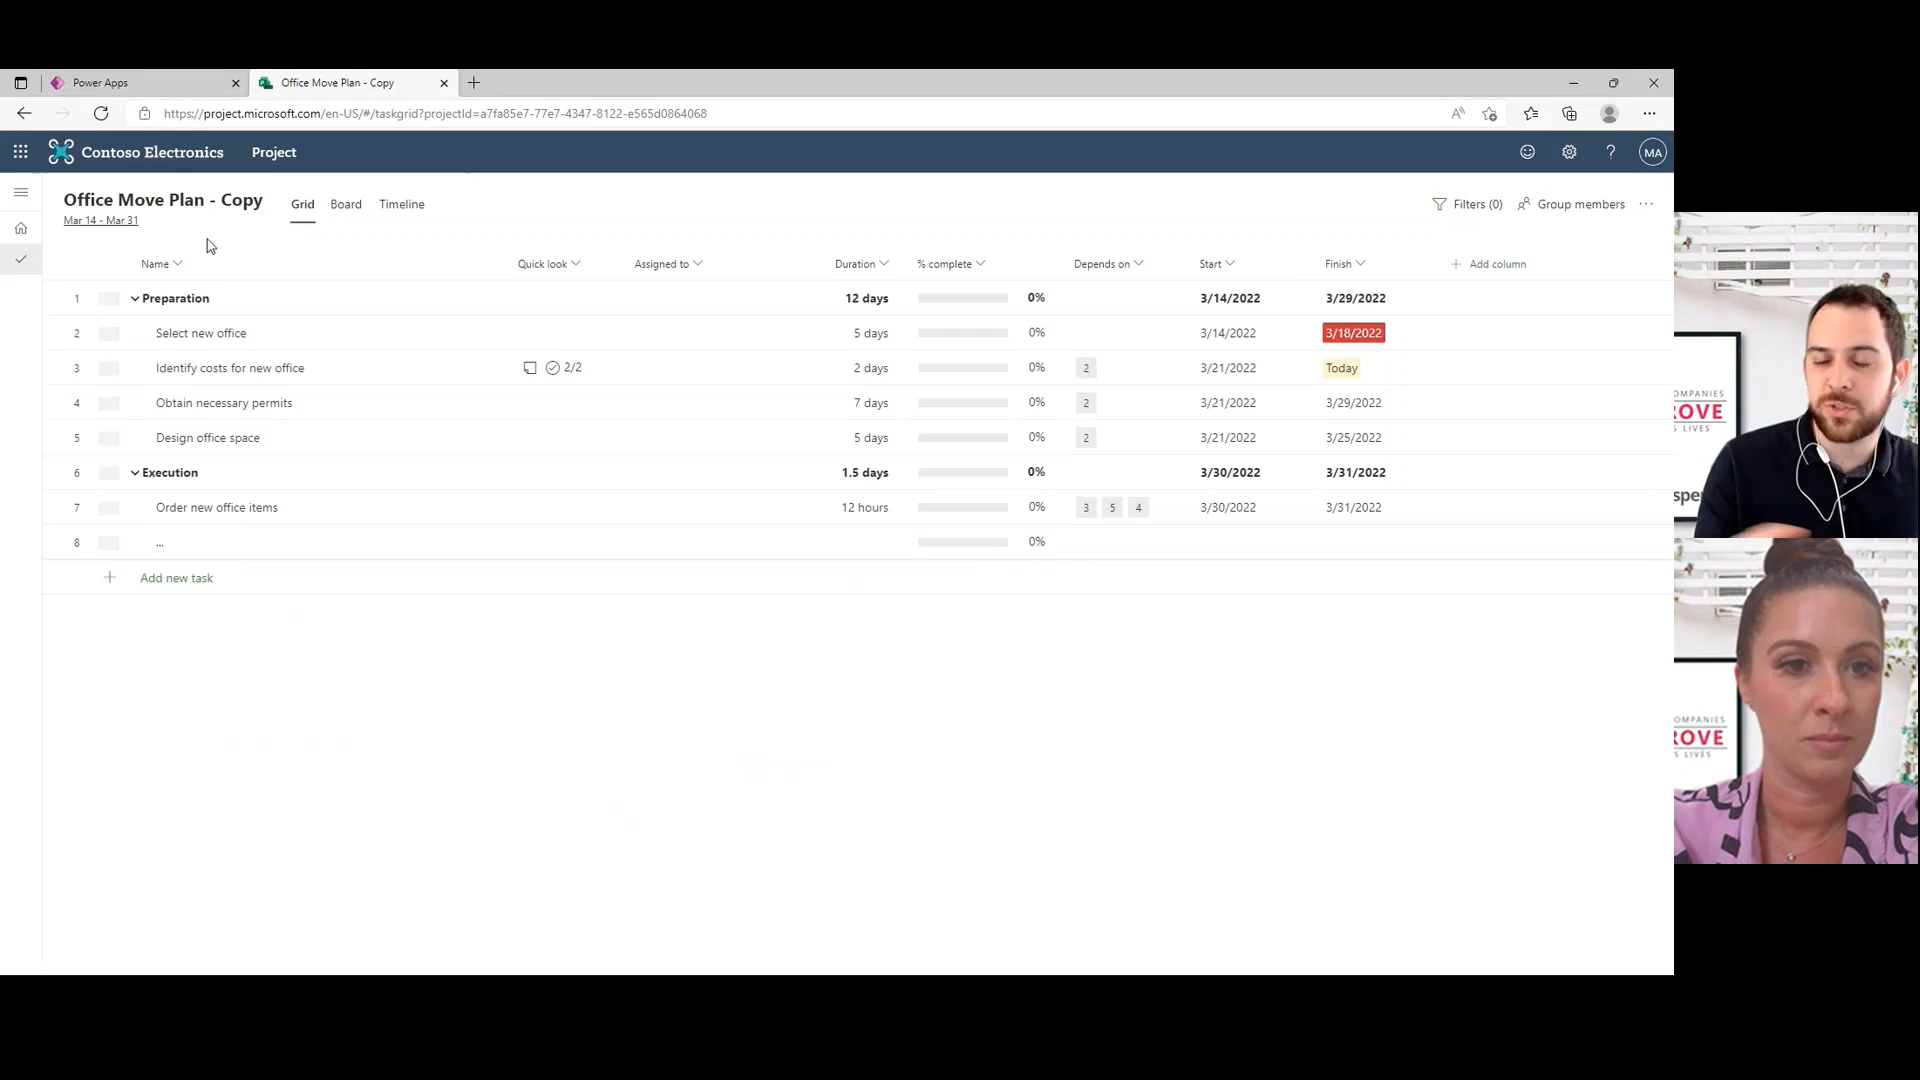 Power Apps
Office Move Plan - Copy
https://project.microsoft.com/en-US/#/taskgrid?projectId=a7fa85e7-77e7-4347-8122-e565d0864068
Contoso Electronics Project MA
Office Move Plan - Copy Grid Board Timeline Filters (0) Group members
Mar 14 - Mar 31
Name Quick look Assigned to Duration % complete Depends on Start Finish Add column
1 Preparation 12 days 0% 3/14/2022 3/29/2022
2 Select new office 5 days 0% 3/14/2022 3/18/2022
3 Identify costs for new office 2/2 2 days 0% 2 3/21/2022 Today
4 Obtain necessary permits 7 days 0% 2 3/21/2022 3/29/2022
5 Design office space 5 days 0% 2 3/21/2022 3/25/2022
6 Execution 1.5 days 0% 3/30/2022 3/31/2022
7 Order new office items 12 hours 0% 3 5 4 3/30/2022 3/31/2022
8 ... 0%
Add new task
OMPANIES
ROVE
S LIVES
spe
OMPANIES
ROVE
S LIVES